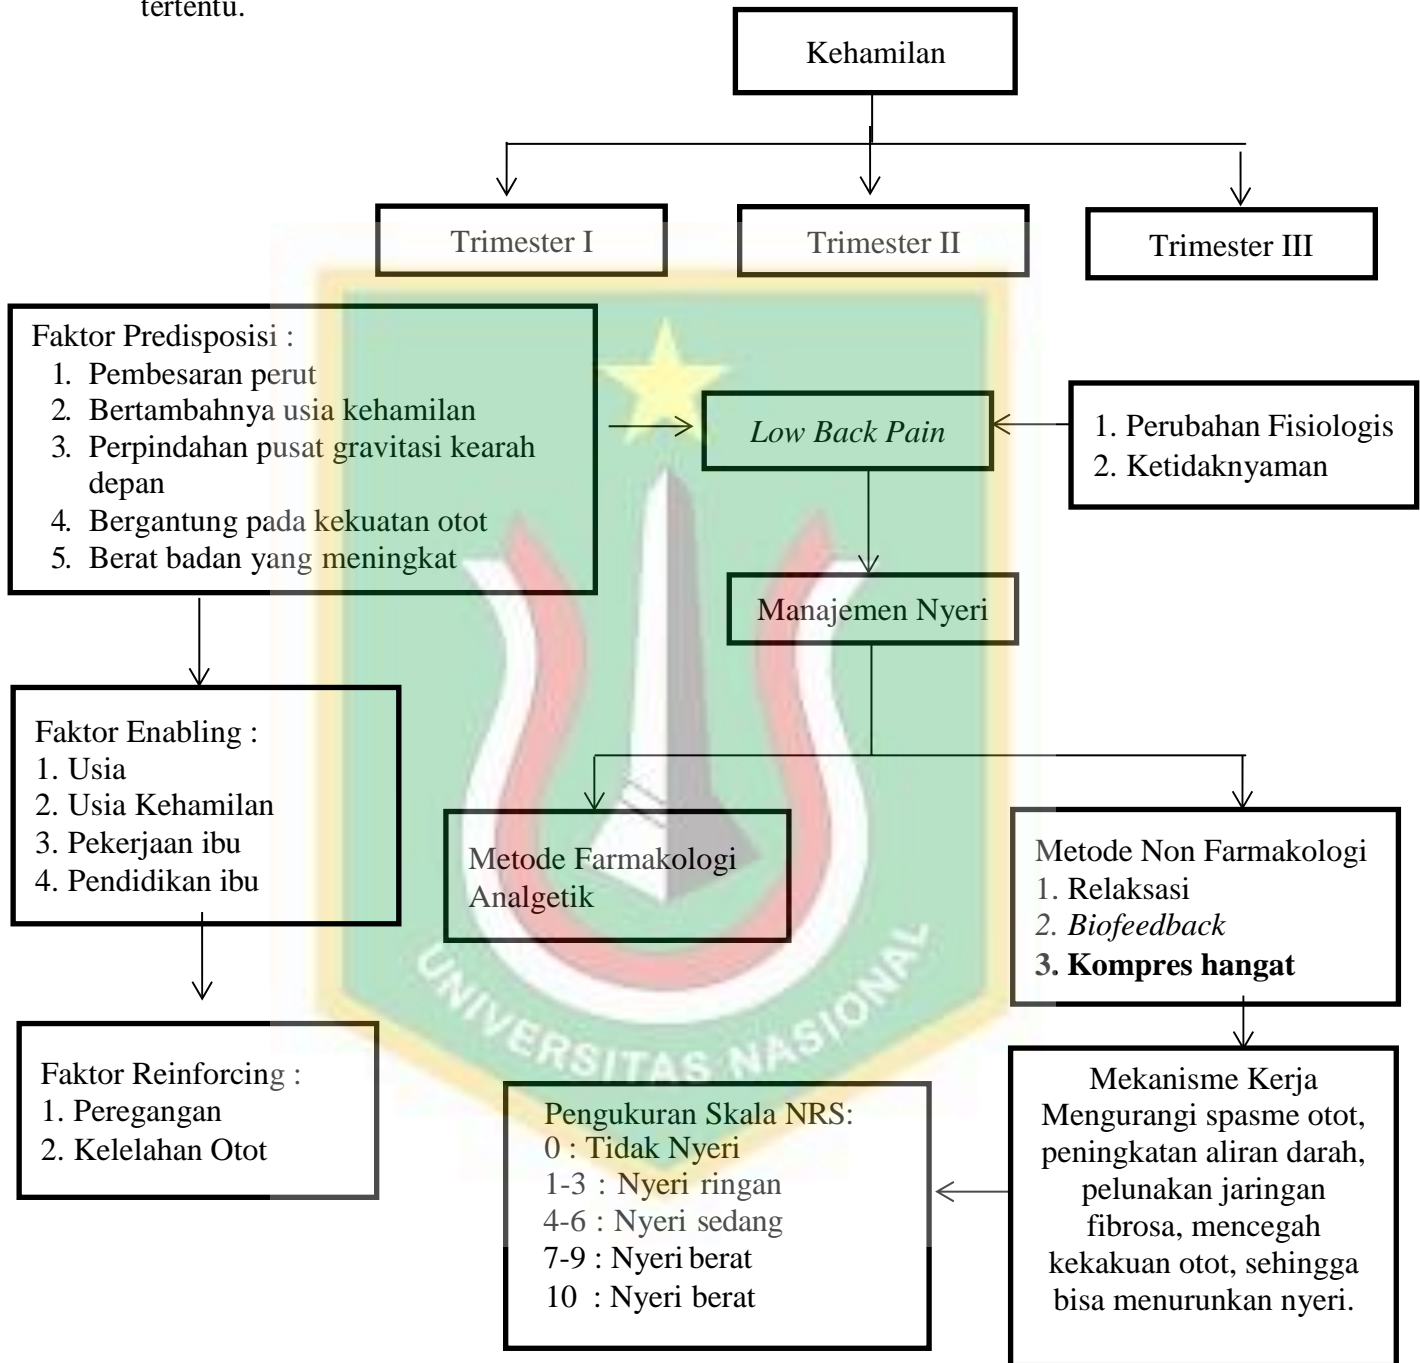 tertentu.
Kehamilan
Trimester I
Trimester II
Trimester III
Faktor Predisposisi :
1. Pembesaran perut
2. Bertambahnya usia kehamilan
3. Perpindahan pusat gravitasi kearah
depan
4. Bergantung pada kekuatan otot
5. Berat badan yang meningkat
Low Back Pain
1. Perubahan Fisiologis
2. Ketidaknyaman
Manajemen Nyeri
Faktor Enabling :
1. Usia
2. Usia Kehamilan
3. Pekerjaan ibu
4. Pendidikan ibu
Metode Farmakologi
Analgetik
Metode Non Farmakologi
1. Relaksasi
2. Biofeedback
3. Kompres hangat
UNIVERSITAS NASIONAL
Faktor Reinforcing :
1. Peregangan
2. Kelelahan Otot
Pengukuran Skala NRS:
0 : Tidak Nyeri
1-3 : Nyeri ringan
4-6 : Nyeri sedang
7-9 : Nyeri berat
10 : Nyeri berat
Mekanisme Kerja
Mengurangi spasme otot,
peningkatan aliran darah,
pelunakan jaringan
fibrosa, mencegah
kekakuan otot, sehingga
bisa menurunkan nyeri.